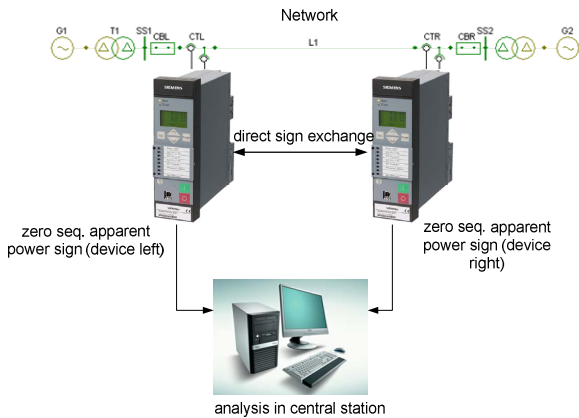 Network
G1 T1 SS1 CBL CTL L1 CTR CBR SS2 G2
SIEMENS SIEMENS
direct sign exchange
zero seq. apparent
power sign (device left)
zero seq. apparent
power sign (device
right)
analysis in central station